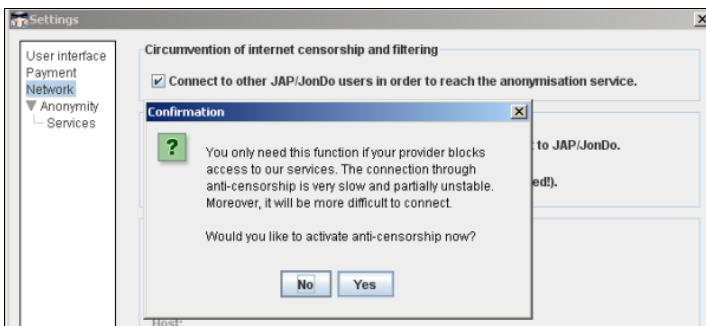 Settings
User interface
Payment
Network
Anonymity
Services
Circumvention of internet censorship and filtering
Connect to other JAP/JonDo users in order to reach the anonymisation service.
Confirmation
t to JAP/JonDo.
ed!).
You only need this function if your provider blocks
access to our services. The connection through
anti-censorship is very slow and partially unstable.
Moreover, it will be more difficult to connect.
Would you like to activate anti-censorship now?
No Yes
Host: